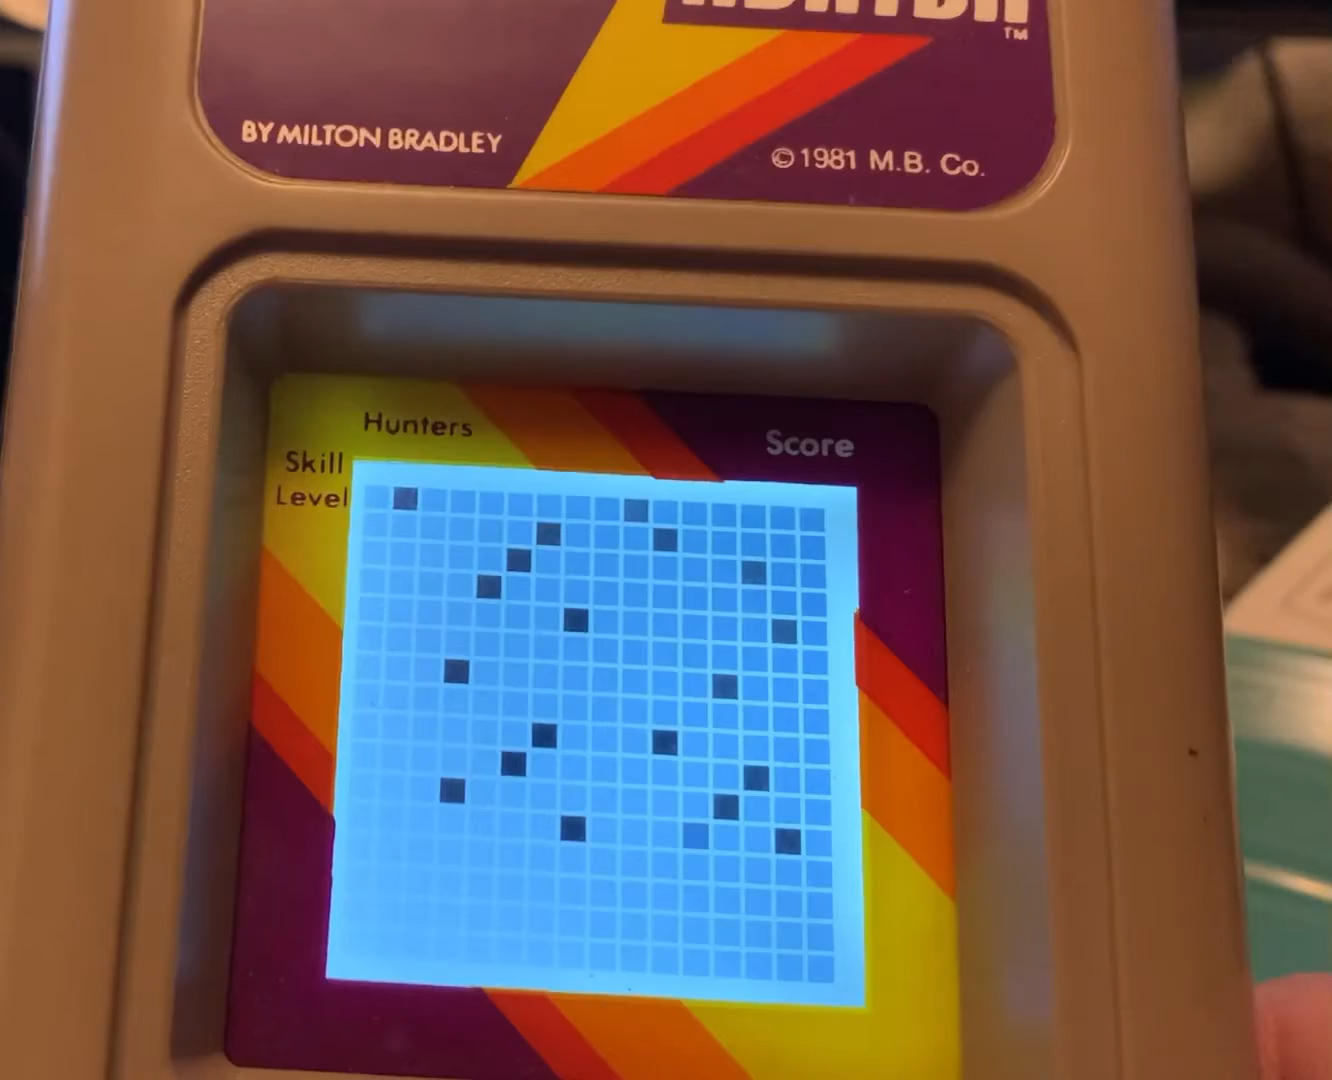 TM
BY MILTON BRADLEY
© 1981 M.B. Co.
Hunters
Score
Skill
Level